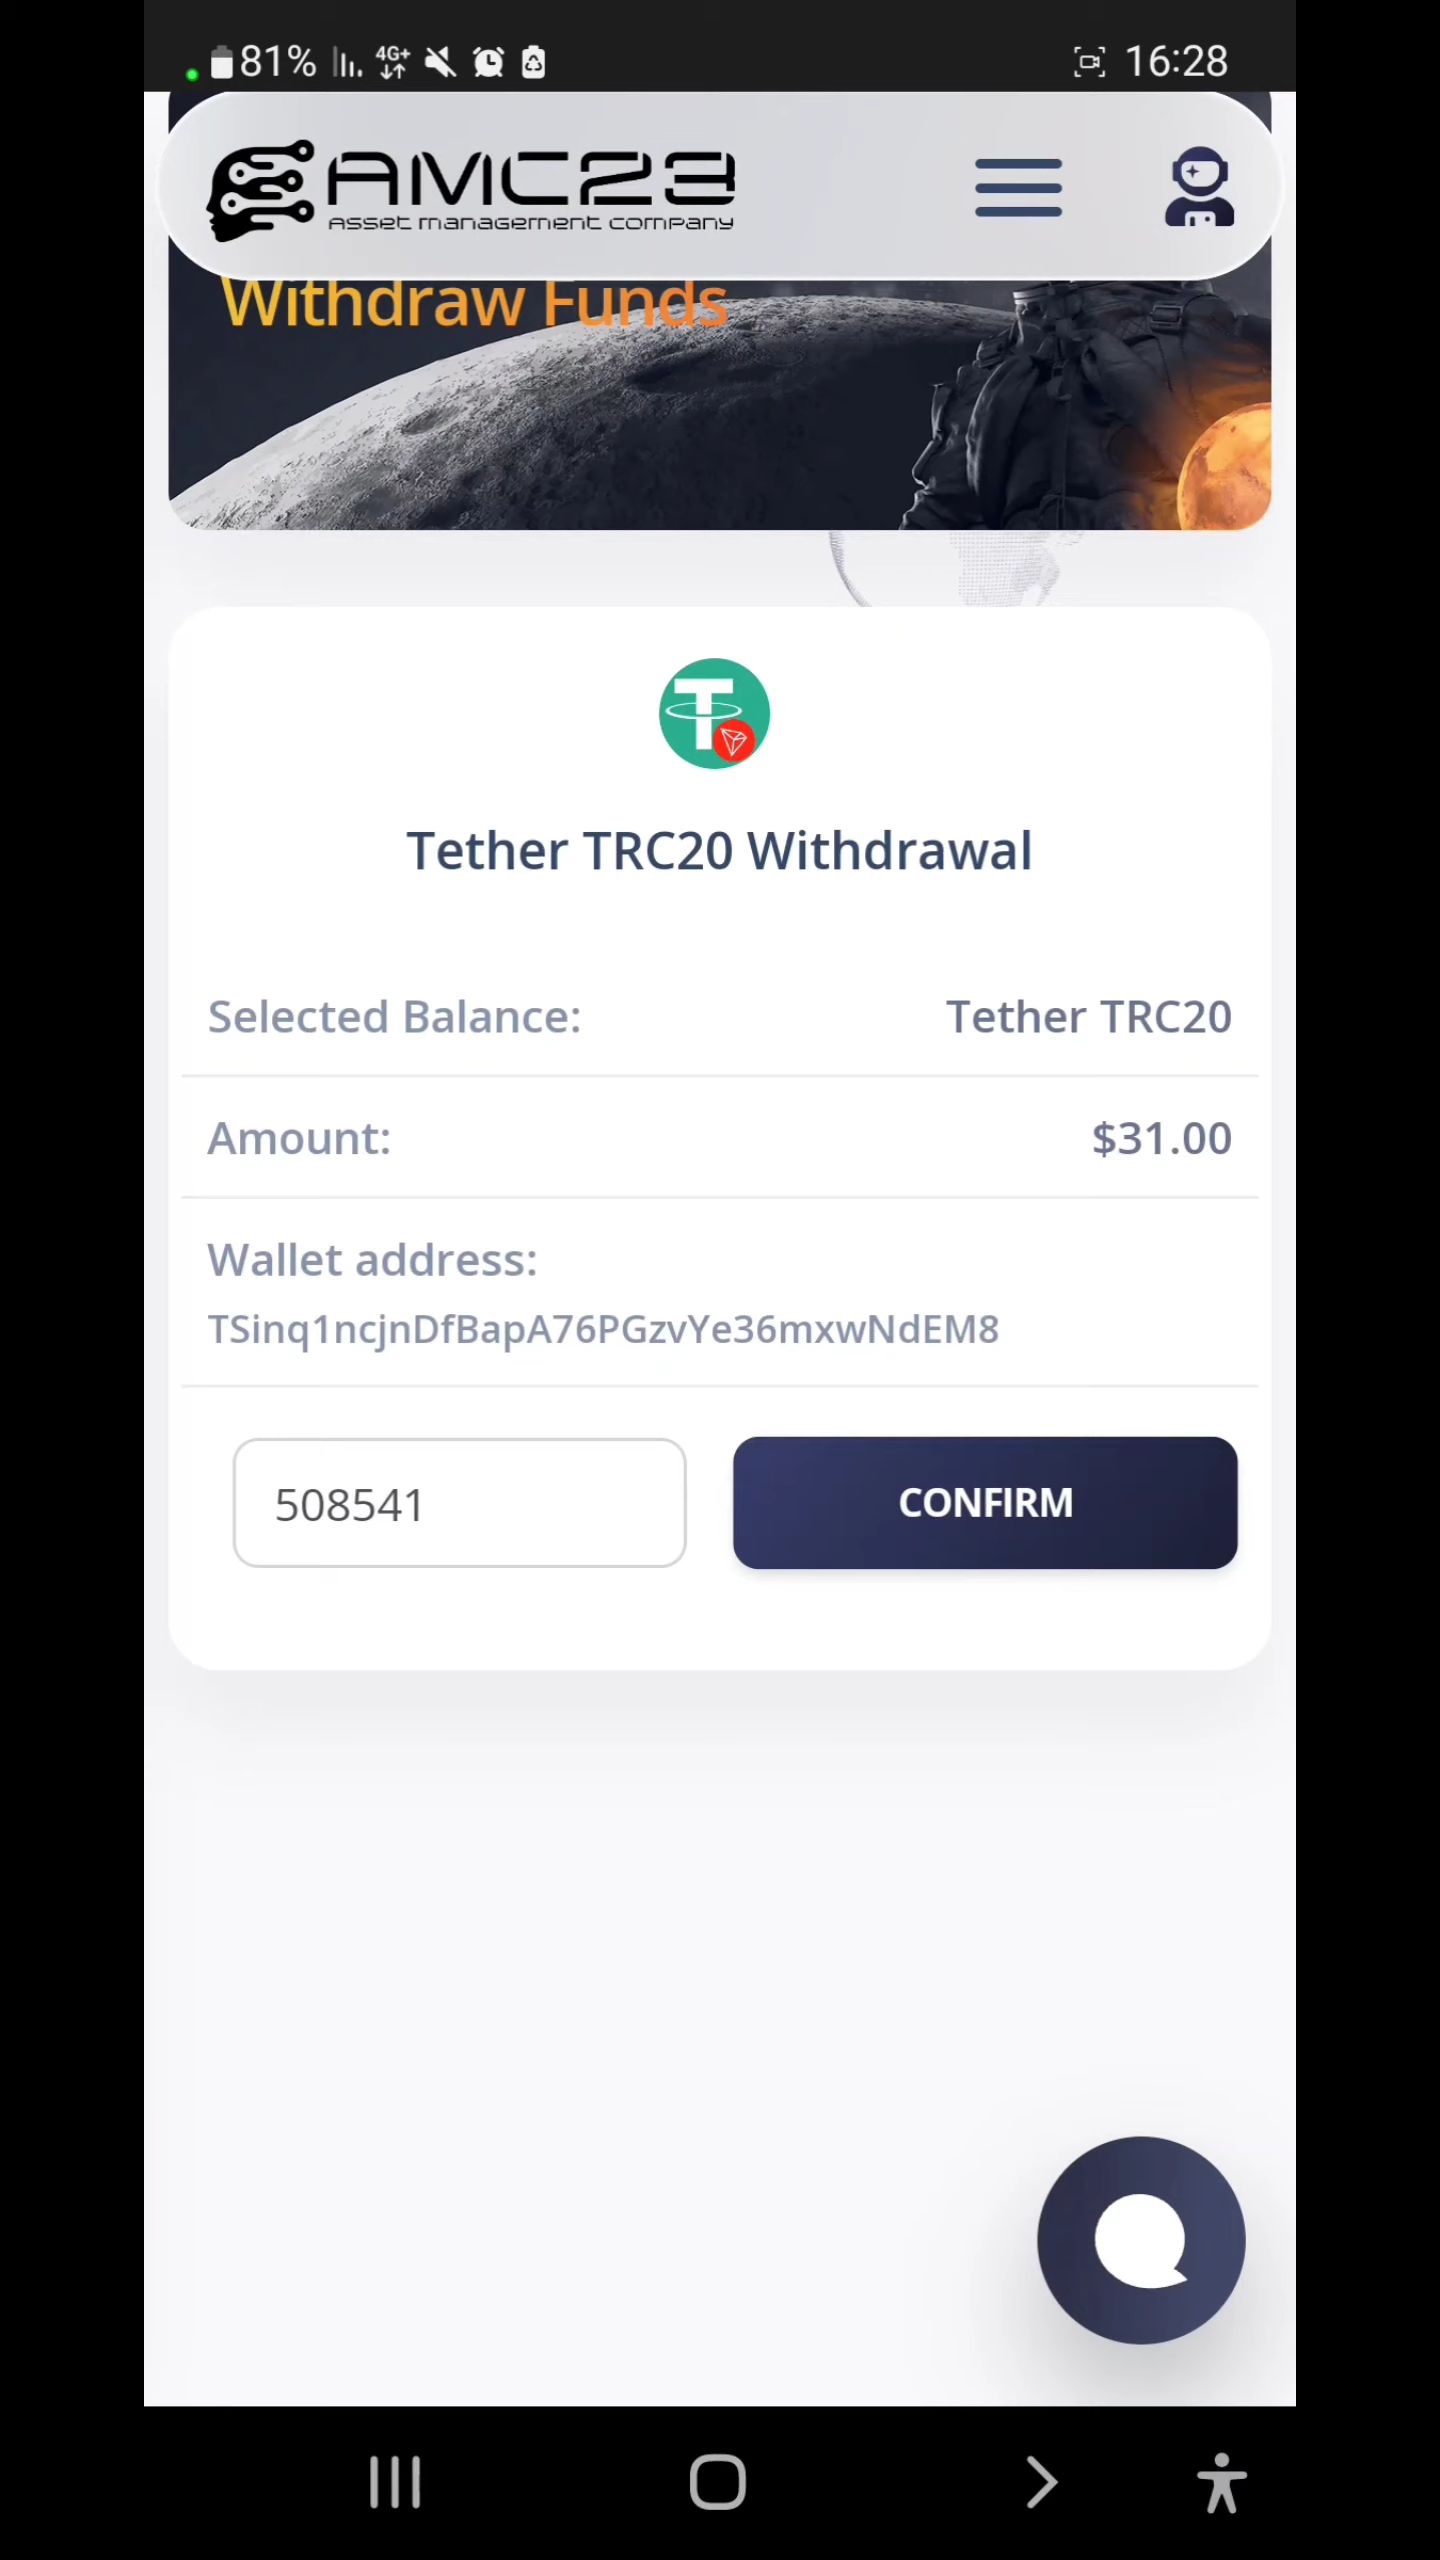 81% 4G+ 16:28
AMC23
Asset management company
Withdraw Funds
Tether TRC20 Withdrawal
Selected Balance: Tether TRC20
Amount: $31.00
Wallet address:
TSinq1ncjnDfBapA76PGzvYe36mxwNdEM8
508541 CONFIRM